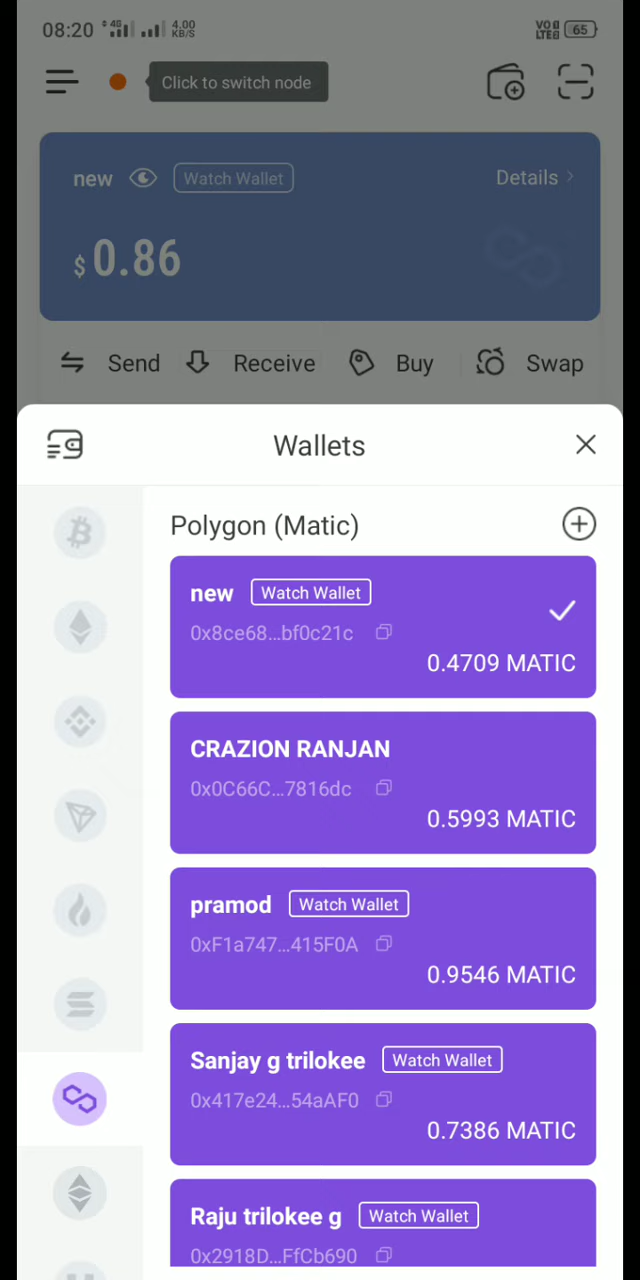 08:20 4G 4.00 KB/S VO LTE 65
Click to switch node
new Watch Wallet Details
$ 0.86
Send Receive Buy Swap
Wallets
Polygon (Matic)
new Watch Wallet
0x8ce68...bf0c21c
0.4709 MATIC
CRAZION RANJAN
0x0C66C...7816dc
0.5993 MATIC
pramod Watch Wallet
0xF1a747...415F0A
0.9546 MATIC
Sanjay g trilokee Watch Wallet
0x417e24...54aAF0
0.7386 MATIC
Raju trilokee g Watch Wallet
0x2918D...FfCb690